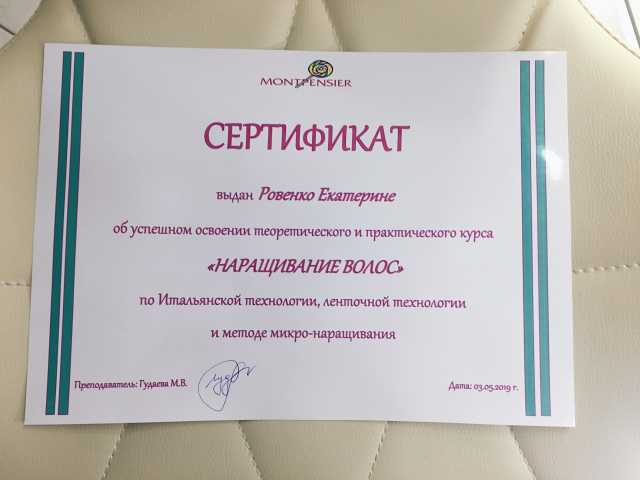 MONTPENSIER
СЕРТИФИКАТ
выдан Ровенко Екатерине
об успешном освоении теоретического и практического курса
«НАРАЩИВАНИЕ ВОЛОС»
по Итальянской технологии, ленточной технологии
и методе микро-наращивания
Преподаватель: Гудаева М.В.
Дата: 03.05.2019 г.